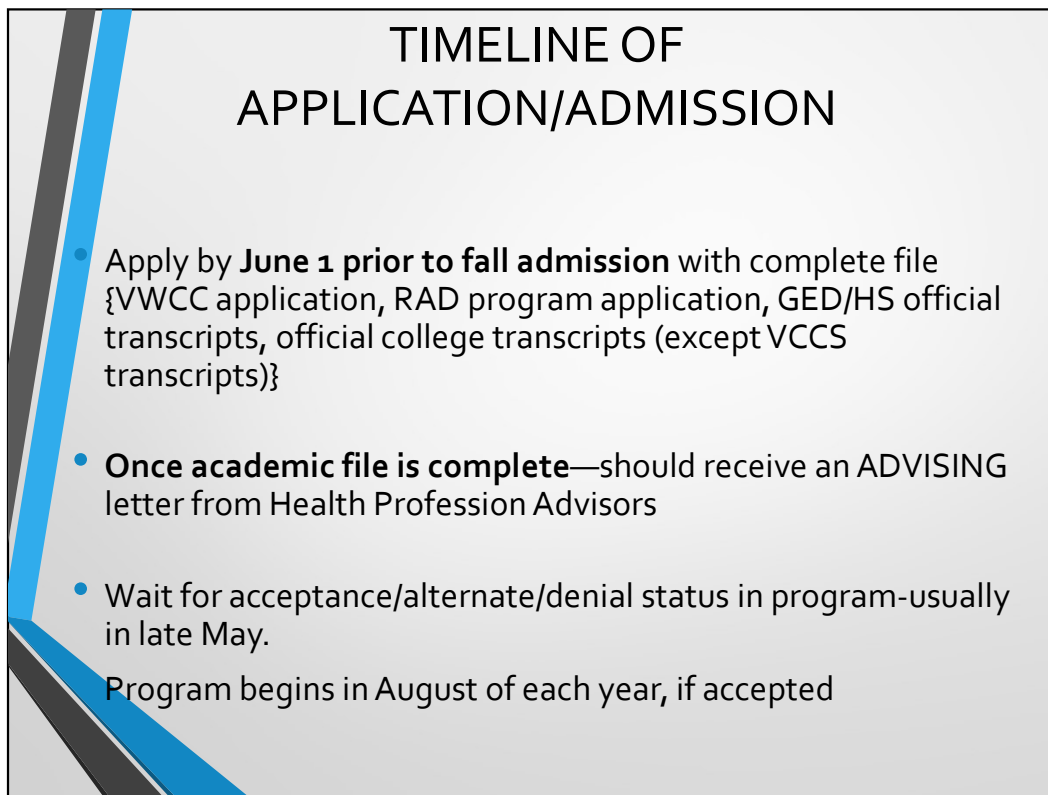 TIMELINE OF
APPLICATION/ADMISSION
• Apply by June 1 prior to fall admission with complete file
{VWCC application, RAD program application, GED/HS official
transcripts, official college transcripts (except VCCS
transcripts)}
• Once academic file is complete—should receive an ADVISING
letter from Health Profession Advisors
• Wait for acceptance/alternate/denial status in program-usually
in late May.
Program begins in August of each year, if accepted